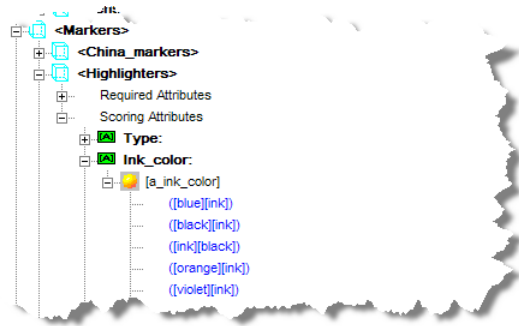 <Markers>
<China_markers>
<Highlighters>
Required Attributes
Scoring Attributes
Type:
Ink_color:
[a_ink_color]
([blue][ink])
([black][ink])
([ink][black])
([orange][ink])
([violet][ink])